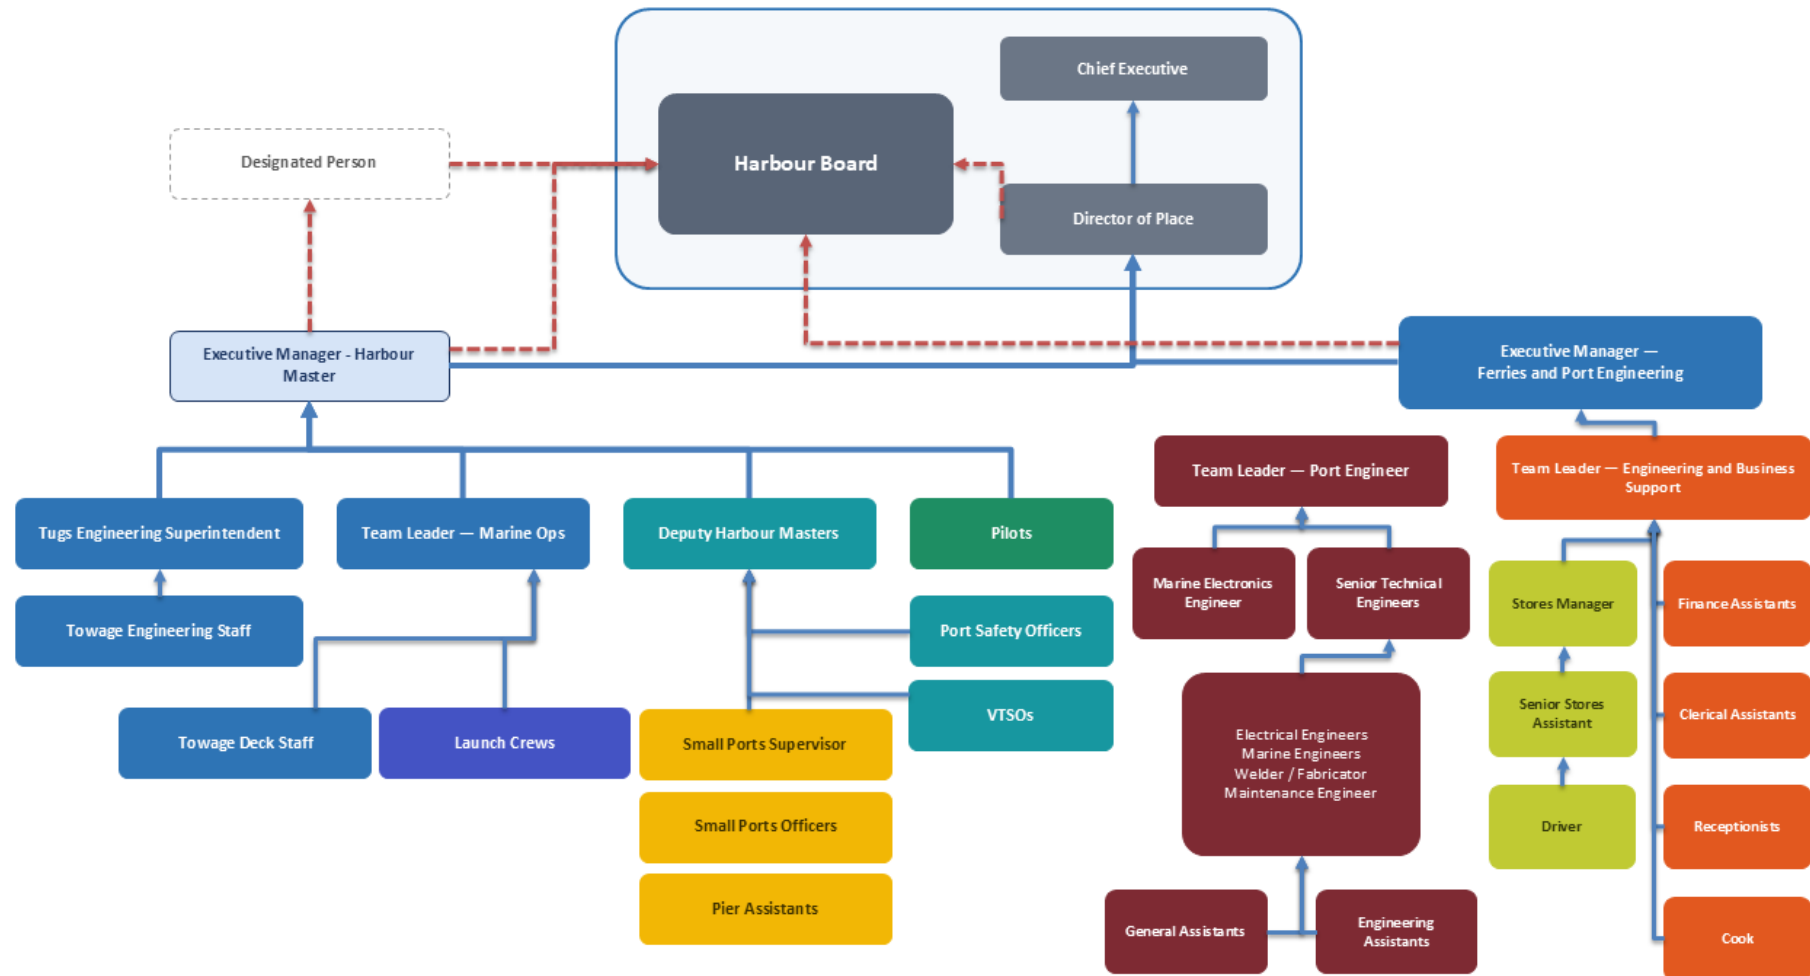 Chief Executive
Designated Person
Harbour Board
Director of Place
Executive Manager - Harbour
Master
Executive Manager —
Ferries and Port Engineering
Team Leader — Port Engineer
Team Leader — Engineering and Business
Support
Tugs Engineering Superintendent
Team Leader — Marine Ops
Deputy Harbour Masters
Pilots
Marine Electronics
Engineer
Senior Technical
Engineers
Stores Manager
Finance Assistants
Towage Engineering Staff
Port Safety Officers
Senior Stores
Assistant
Clerical Assistants
VTSOs
Towage Deck Staff
Launch Crews
Small Ports Supervisor
Electrical Engineers
Marine Engineers
Welder / Fabricator
Maintenance Engineer
Small Ports Officers
Driver
Receptionists
Pier Assistants
General Assistants
Engineering
Assistants
Cook